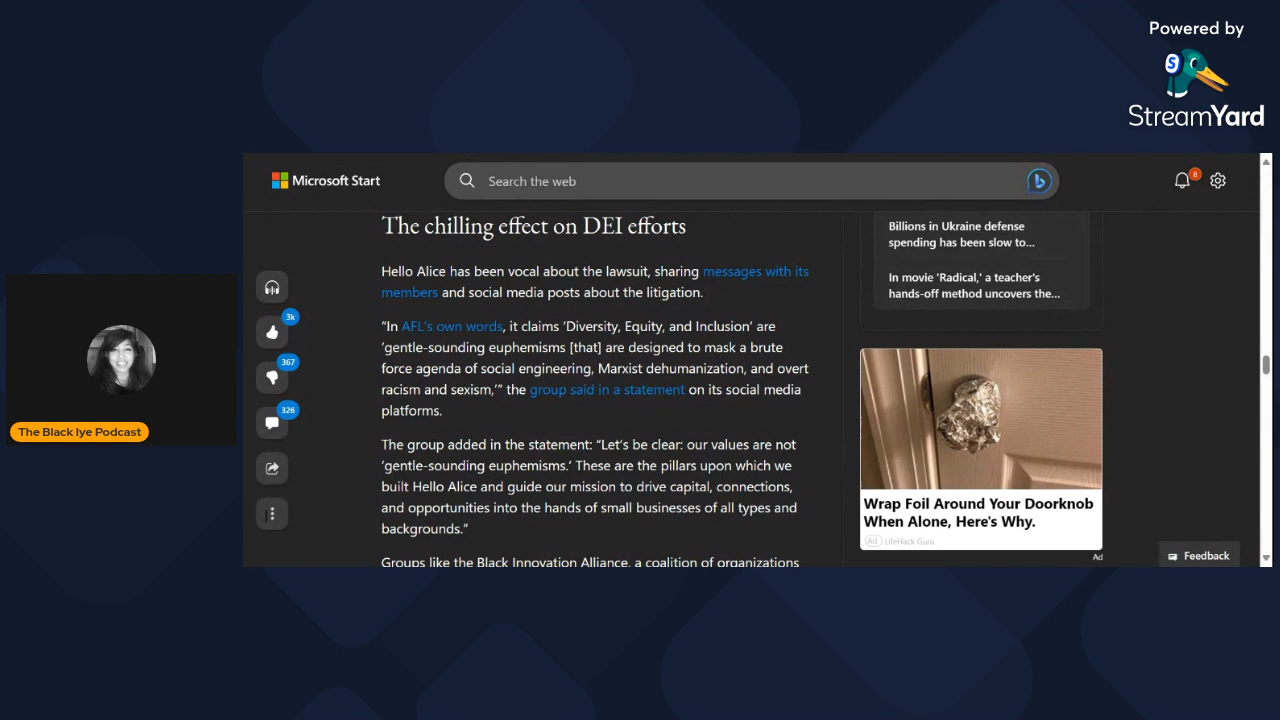 Powered by
S
StreamYard
Microsoft Start
Search the web
8
The chilling effect on DEI efforts
Hello Alice has been vocal about the lawsuit, sharing messages with its
members and social media posts about the litigation.
“In AFL’s own words, it claims ‘Diversity, Equity, and Inclusion’ are
‘gentle-sounding euphemisms [that] are designed to mask a brute
force agenda of social engineering, Marxist dehumanization, and overt
racism and sexism,’” the group said in a statement on its social media
platforms.
The group added in the statement: “Let’s be clear: our values are not
‘gentle-sounding euphemisms.’ These are the pillars upon which we
built Hello Alice and guide our mission to drive capital, connections,
and opportunities into the hands of small businesses of all types and
backgrounds.”
Groups like the Black Innovation Alliance, a coalition of organizations
3k
367
326
The Black Iye Podcast
Billions in Ukraine defense
spending has been slow to...
In movie 'Radical,' a teacher's
hands-off method uncovers the...
Wrap Foil Around Your Doorknob
When Alone, Here's Why.
Ad LifeHack Guru
Ad
Feedback